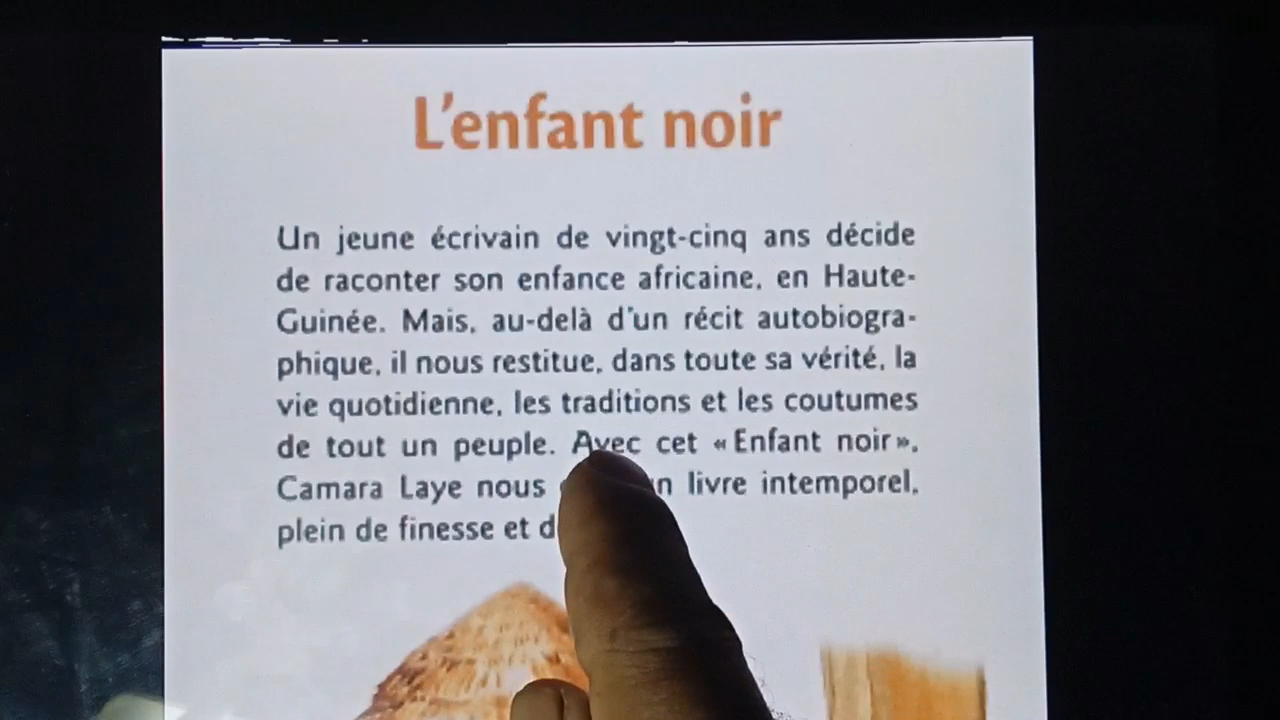 L'enfant noir
Un jeune écrivain de vingt-cinq ans décide
de raconter son enfance africaine, en Haute-
Guinée. Mais, au-delà d'un récit autobiogra-
phique, il nous restitue, dans toute sa vérité, la
vie quotidienne, les traditions et les coutumes
de tout un peuple. Avec cet « Enfant noir »,
Camara Laye nous livre intemporel,
plein de finesse et